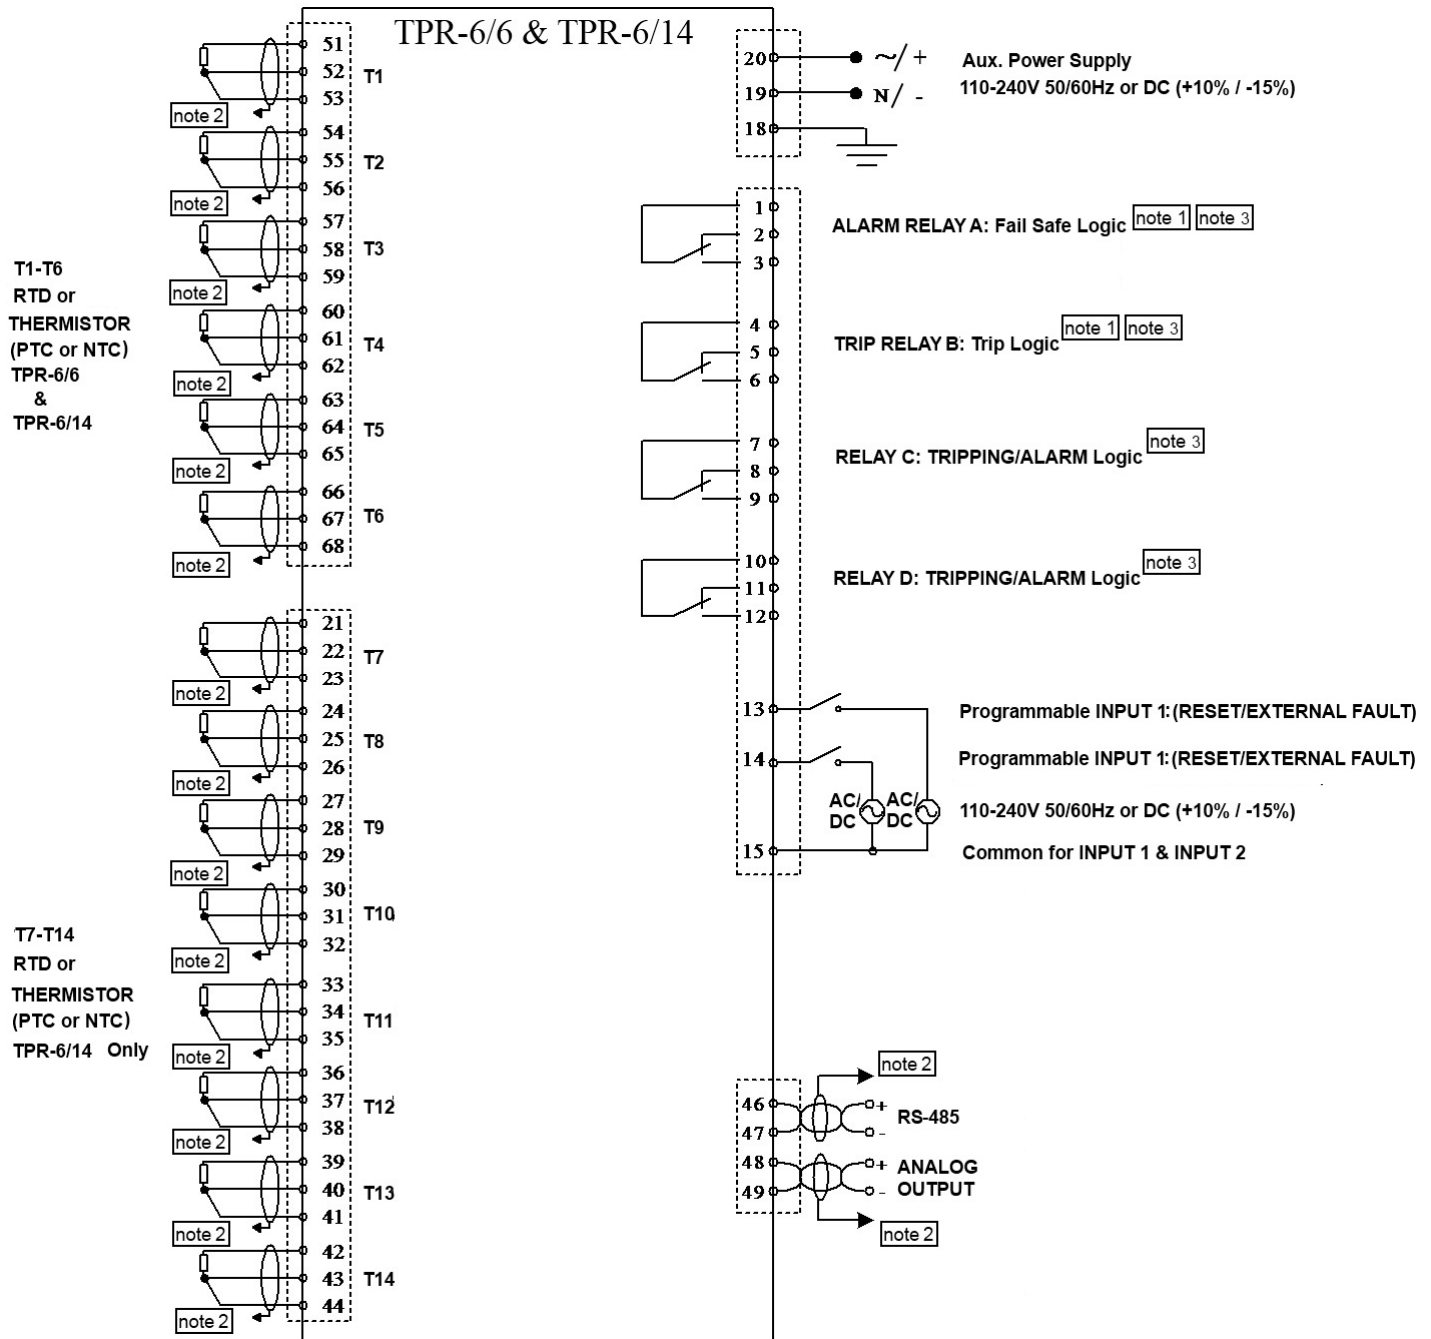 TPR-6/6 & TPR-6/14
T1-T6
RTD or
THERMISTOR
(PTC or NTC)
TPR-6/6
&
TPR-6/14
51
52
T1
53
note 2
54
55
T2
56
note 2
57
58
T3
59
note 2
60
61
T4
62
note 2
63
64
T5
65
note 2
66
67
T6
68
note 2
T7-T14
RTD or
THERMISTOR
(PTC or NTC)
TPR-6/14 Only
21
22
T7
23
note 2
24
25
T8
26
note 2
27
28
T9
29
note 2
30
31
T10
32
note 2
33
34
T11
35
note 2
36
37
T12
38
note 2
39
40
T13
41
note 2
42
43
T14
44
note 2
20 ~/ +
19 N/ -
18
Aux. Power Supply
110-240V 50/60Hz or DC (+10% / -15%)
1
2
3
ALARM RELAY A: Fail Safe Logic note 1 note 3
4
5
6
TRIP RELAY B: Trip Logic note 1 note 3
7
8
9
RELAY C: TRIPPING/ALARM Logic note 3
10
11
12
RELAY D: TRIPPING/ALARM Logic note 3
13 Programmable INPUT 1:(RESET/EXTERNAL FAULT)
14 Programmable INPUT 1:(RESET/EXTERNAL FAULT)
AC/ AC/
DC DC
110-240V 50/60Hz or DC (+10% / -15%)
15 Common for INPUT 1 & INPUT 2
note 2
46 +
RS-485
47 -
48 + ANALOG
49 - OUTPUT
note 2